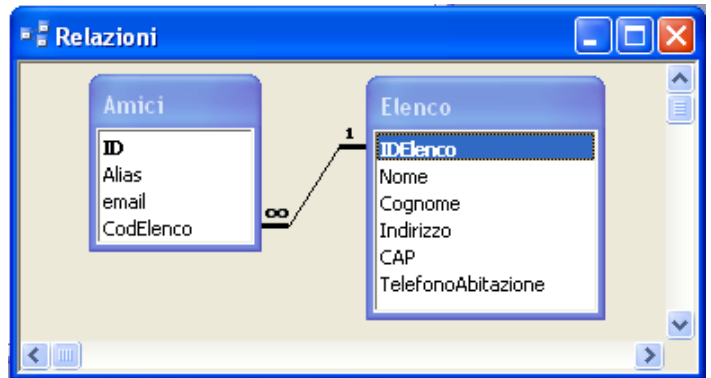 Relazioni
Amici
ID
Alias
email
CodElenco
∞
1
Elenco
IDElenco
Nome
Cognome
Indirizzo
CAP
TelefonoAbitazione